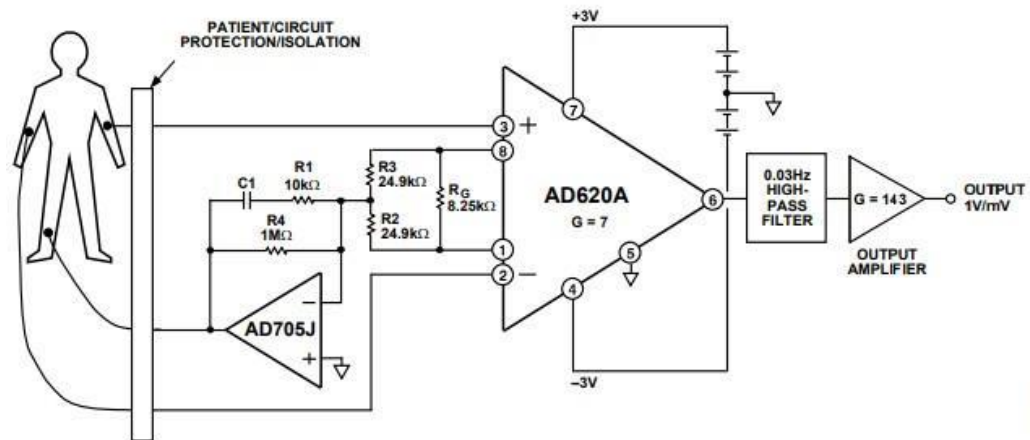 PATIENT/CIRCUIT
PROTECTION/ISOLATION
+3V
R1
10kΩ
C1
R3
24.9kΩ
RG
8.25kΩ
R4
1MΩ
R2
24.9kΩ
3
+
8
1
2
−
7
AD620A
G = 7
6
5
4
−3V
0.03Hz
HIGH-
PASS
FILTER
G = 143
OUTPUT
1V/mV
OUTPUT
AMPLIFIER
−
AD705J
+